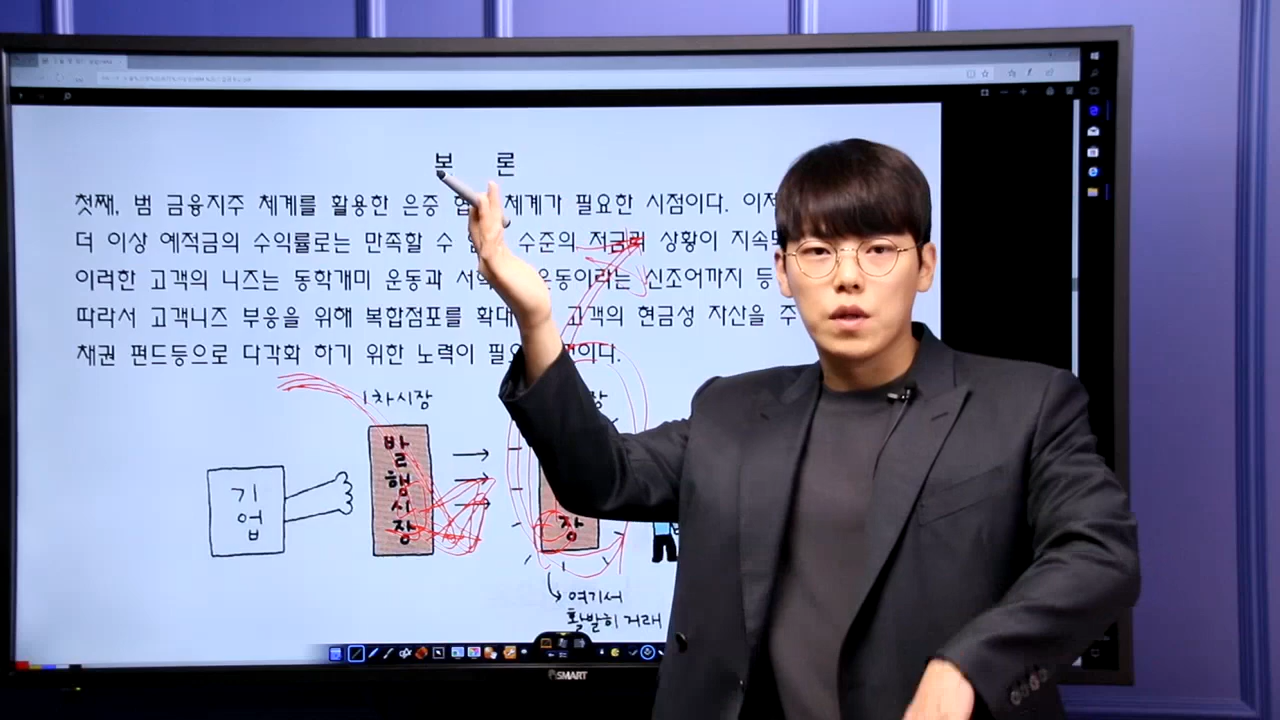 본 론
첫째, 범 금융지주 체계를 활용한 은증 협 체계가 필요한 시점이다. 이제
더 이상 예적금의 수익률로는 만족할 수 수준의 저금리 상황이 지속되
이러한 고객의 니즈는 동학개미 운동과 서학 운동이라는 신조어까지 등
따라서 고객니즈 부응을 위해 복합점포를 확대 고객의 현금성 자산을 주
채권 펀드등으로 다각화 하기 위한 노력이 필요 것이다.
1차시장
장
기업
발행시장
장
여기서
활발히 거래
SMART